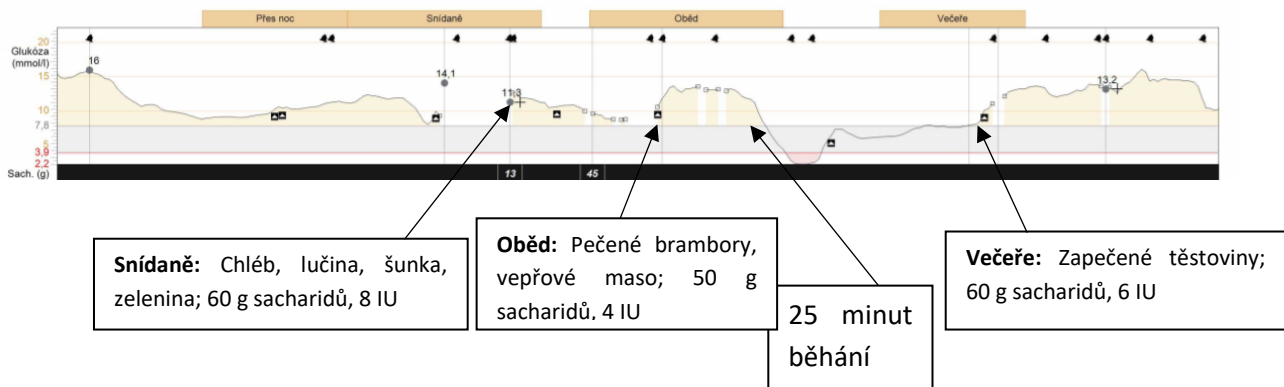 Přes noc
Snídaně
Oběd
Večeře
20
Glukóza
(mmol/l)
16
15
14,1
11,3
13,2
10
7,8
5
3,9
2,2
Sach. (g)
13
45
Snídaně: Chléb, lučina, šunka,
zelenina; 60 g sacharidů, 8 IU
Oběd: Pečené brambory,
vepřové maso; 50 g
sacharidů, 4 IU
25 minut
běhání
Večeře: Zapečené těstoviny;
60 g sacharidů, 6 IU